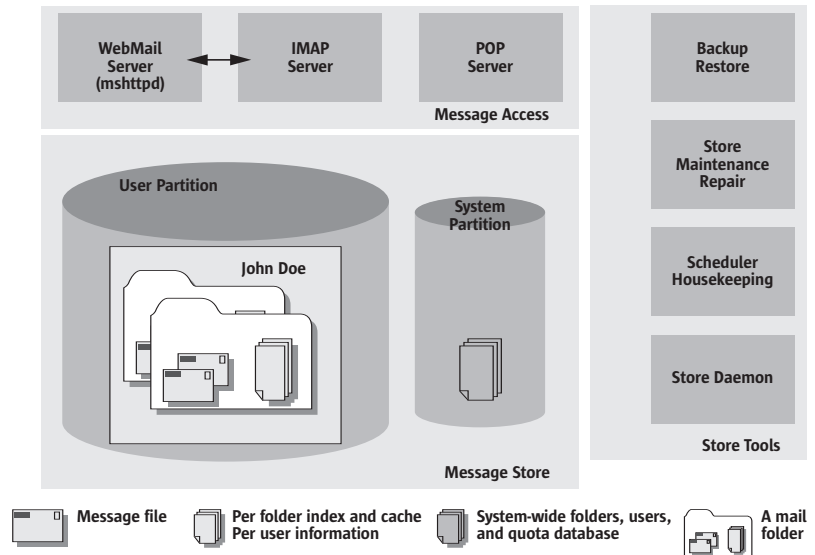 WebMail
Server
(mshttpd)
IMAP
Server
POP
Server
Message Access
Backup
Restore
Store
Maintenance
Repair
Scheduler
Housekeeping
Store Daemon
Store Tools
User Partition
John Doe
System
Partition
Message Store
Message file
Per folder index and cache
Per user information
System-wide folders, users,
and quota database
A mail
folder